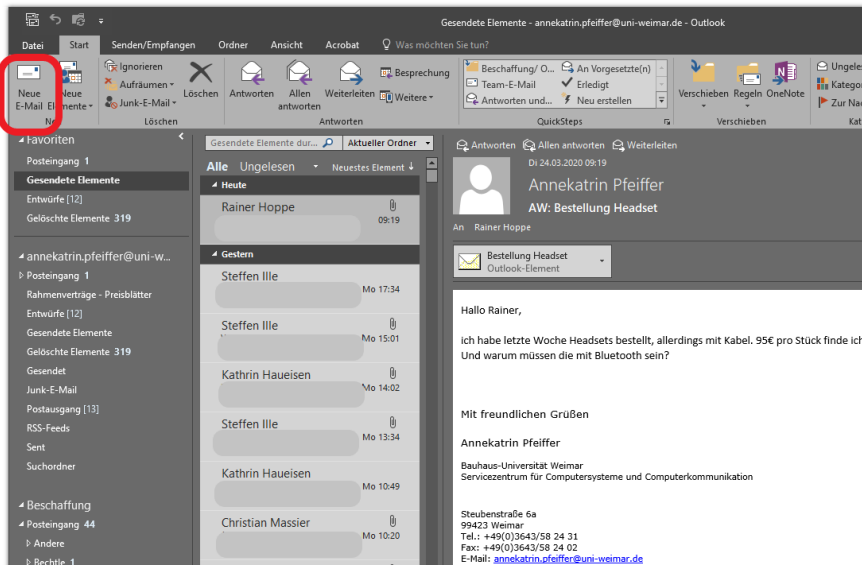 Gesendete Elemente - annekatrin.pfeiffer@uni-weimar.de - Outlook
Datei Start Senden/Empfangen Ordner Ansicht Acrobat Was möchten Sie tun?
Neue E-Mail
Neue Elemente
Ignorieren
Aufräumen
Junk-E-Mail
Löschen
Antworten
Allen antworten
Weiterleiten
Besprechung
Weitere
Beschaffung/ O...
Team-E-Mail
Antworten und...
An Vorgesetzte(n)
Erledigt
Neu erstellen
Verschieben
Regeln
OneNote
Löschen Antworten QuickSteps Verschieben
Favoriten
Posteingang 1
Gesendete Elemente
Entwürfe [12]
Gelöschte Elemente 319
annekatrin.pfeiffer@uni-w...
Posteingang 1
Rahmenverträge - Preisblätter
Entwürfe [12]
Gesendete Elemente
Gelöschte Elemente 319
Gesendet
Junk-E-Mail
Postausgang [13]
RSS-Feeds
Sent
Suchordner
Beschaffung
Posteingang 44
Andere
Bechtle 1
Gesendete Elemente dur... Aktueller Ordner
Alle Ungelesen Neuestes Element
Heute
Rainer Hoppe
09:19
Gestern
Steffen Ille
Mo 17:34
Steffen Ille
Mo 15:01
Kathrin Haueisen
Mo 14:02
Steffen Ille
Mo 13:34
Kathrin Haueisen
Mo 10:49
Christian Massier
Mo 10:20
Antworten Allen antworten Weiterleiten
Di 24.03.2020 09:19
Annekatrin Pfeiffer
AW: Bestellung Headset
An Rainer Hoppe
Bestellung Headset
Outlook-Element
Hallo Rainer,
ich habe letzte Woche Headsets bestellt, allerdings mit Kabel. 95€ pro Stück finde ich
Und warum müssen die mit Bluetooth sein?
Mit freundlichen Grüßen
Annekatrin Pfeiffer
Bauhaus-Universität Weimar
Servicezentrum für Computersysteme und Computerkommunikation
Steubenstraße 6a
99423 Weimar
Tel.: +49(0)3643/58 24 31
Fax: +49(0)3643/58 24 02
E-Mail: annekatrin.pfeiffer@uni-weimar.de